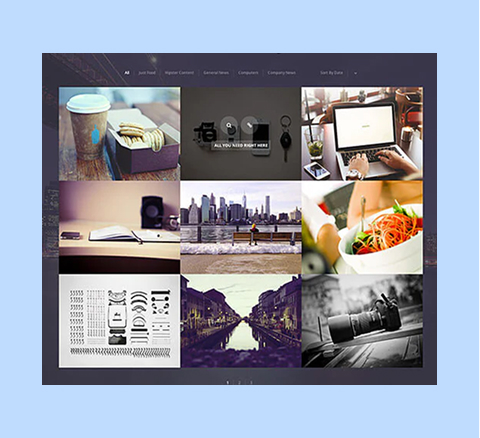 All Just Food Hipster Content General News Computers Company News Sort By Date
ALL YOU NEED RIGHT HERE
1 2 3